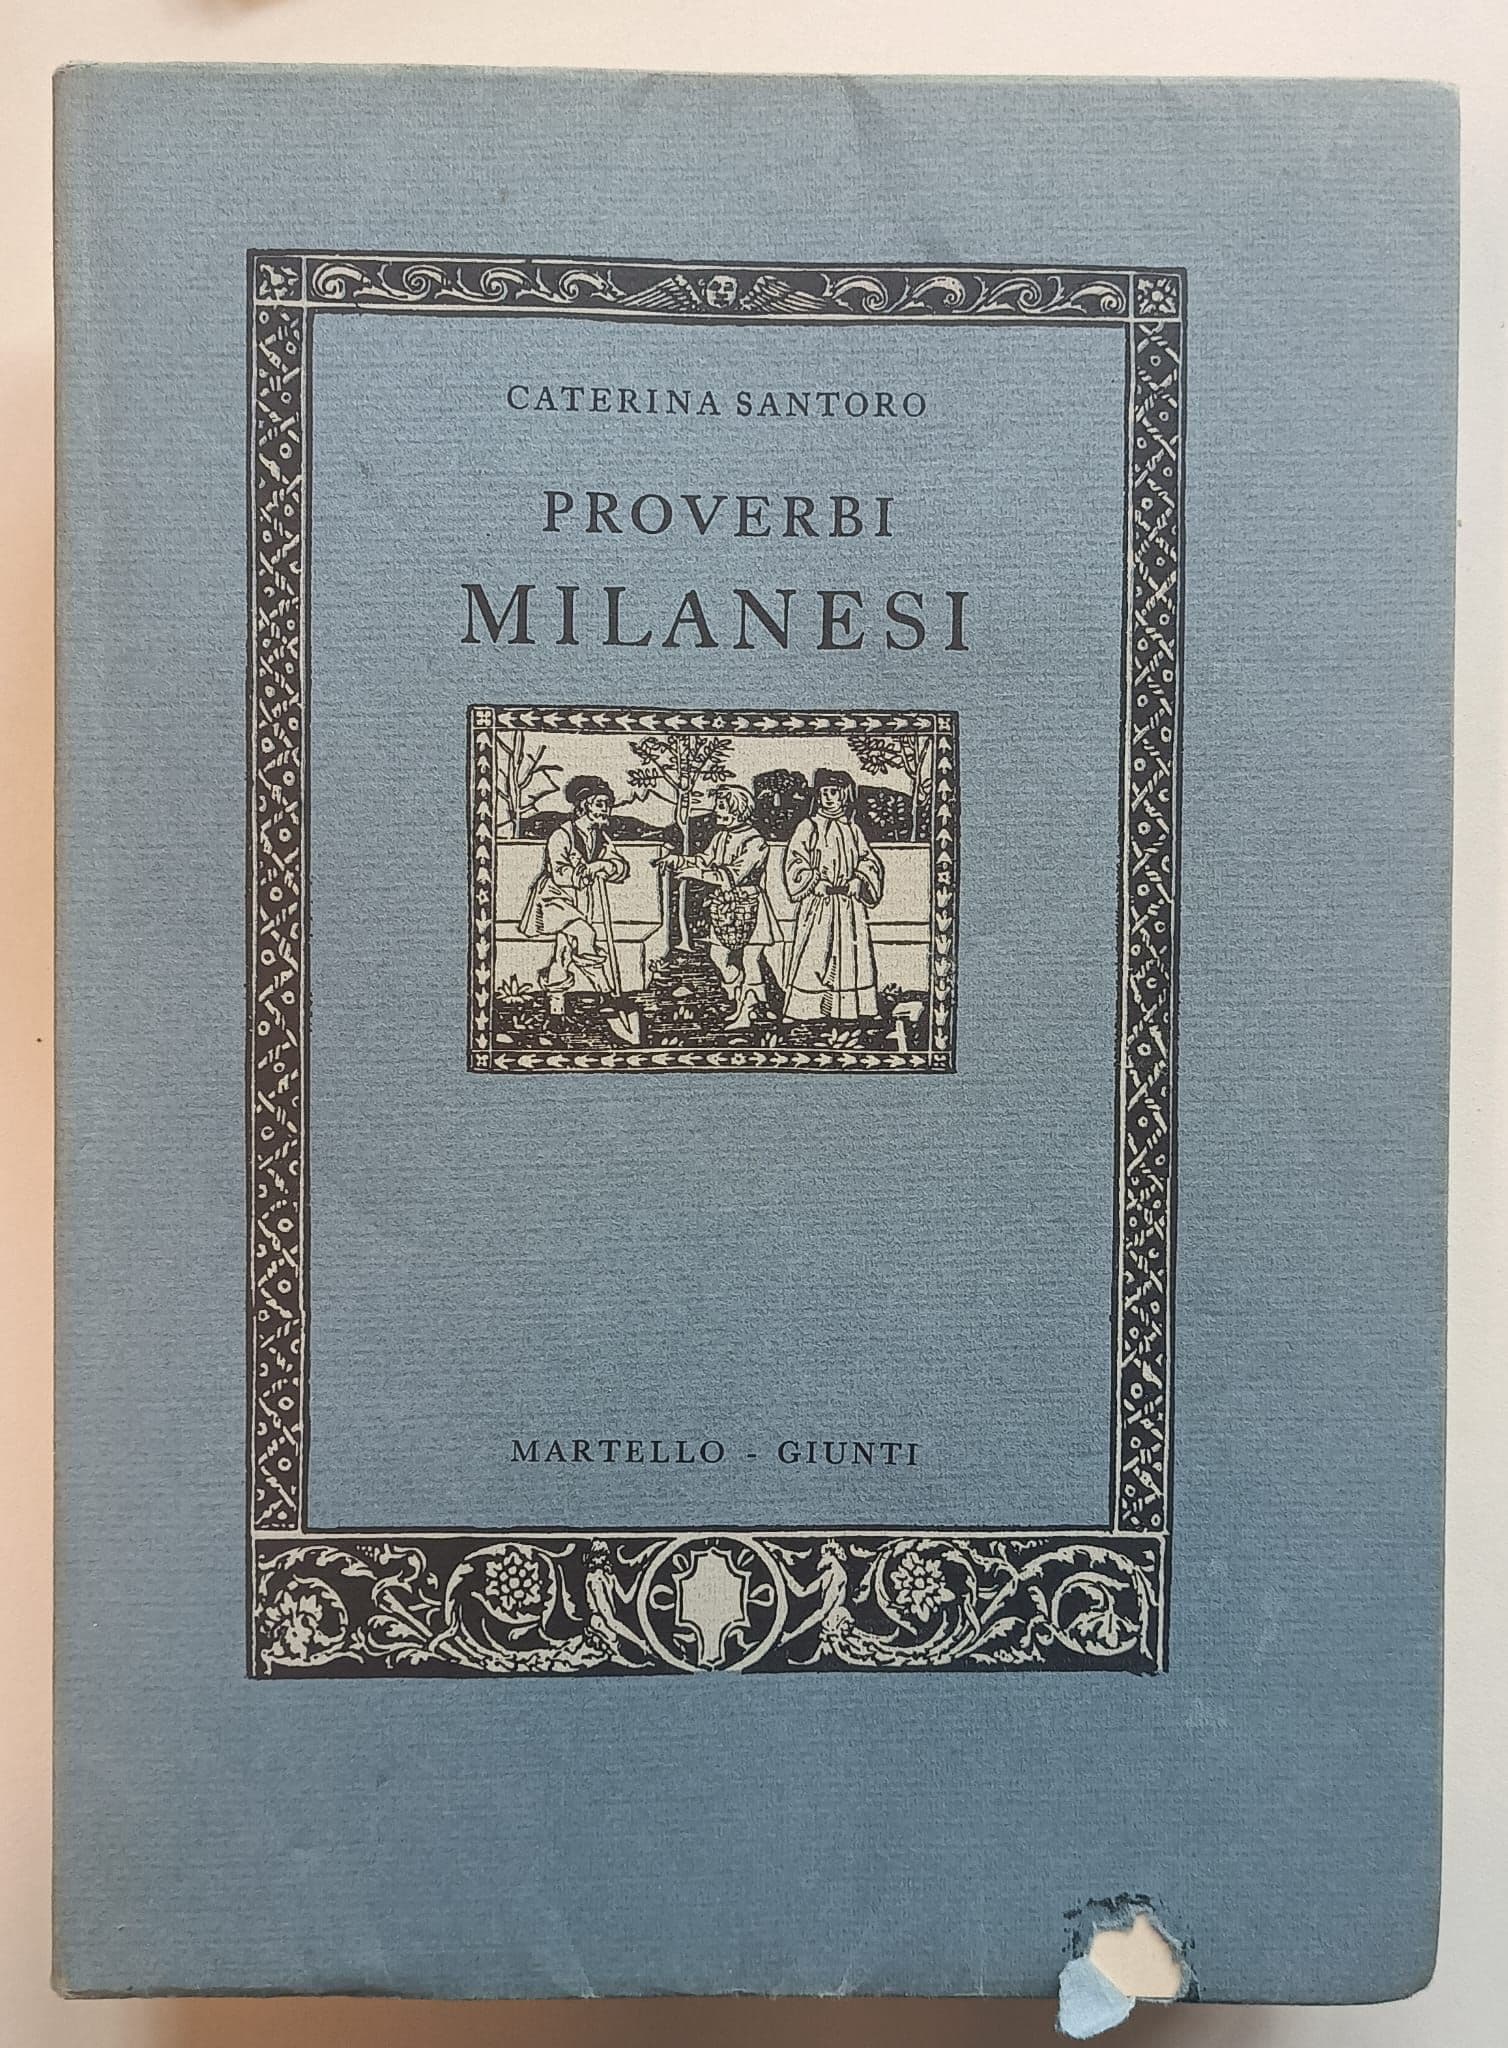 CATERINA SANTORO
PROVERBI
MILANESI
MARTELLO - GIUNTI